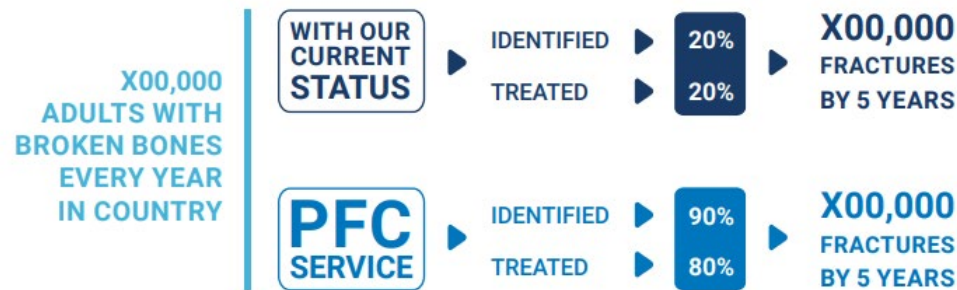 X00,000
ADULTS WITH
BROKEN BONES
EVERY YEAR
IN COUNTRY
WITH OUR
CURRENT
STATUS
IDENTIFIED 20%
TREATED 20%
X00,000
FRACTURES
BY 5 YEARS
PFC
SERVICE
IDENTIFIED 90%
TREATED 80%
X00,000
FRACTURES
BY 5 YEARS